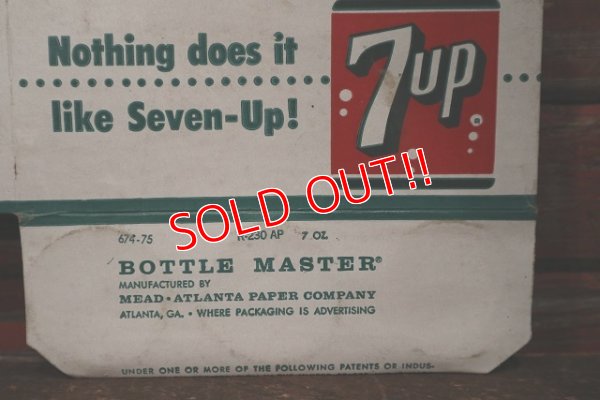 Nothing does it
like Seven-Up!
7 UP
SOLD OUT!!
674-75 R-230 AP 7 OZ.
BOTTLE MASTER®
MANUFACTURED BY
MEAD • ATLANTA PAPER COMPANY
ATLANTA, GA. • WHERE PACKAGING IS ADVERTISING
UNDER ONE OR MORE OF THE FOLLOWING PATENTS OR INDUS-